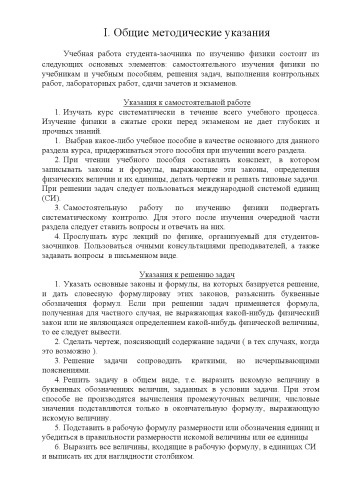 I. Общие методические указания
Учебная работа студента-заочника по изучению физики состоит из
следующих основных элементов: самостоятельного изучения физики по
учебникам и учебным пособиям, решения задач, выполнения контрольных
работ, лабораторных работ, сдачи зачетов и экзаменов.
Указания к самостоятельной работе
1. Изучать курс систематически в течение всего учебного процесса.
Изучение физики в сжатые сроки перед экзаменом не дает глубоких и
прочных знаний.
1. Выбрав какое-либо учебное пособие в качестве основного для данного
раздела курса, придерживаться этого пособия при изучении всего раздела.
2. При чтении учебного пособия составлять конспект, в котором
записывать законы и формулы, выражающие эти законы, определения
физических величин и их единицы, делать чертежи и решать типовые задачи.
При решении задач следует пользоваться международной системой единиц
(СИ).
3. Самостоятельную работу по изучению физики подвергать
систематическому контролю. Для этого после изучения очередной части
раздела следует ставить вопросы и отвечать на них.
4. Прослушать курс лекций по физике, организуемый для студентов-
заочников. Пользоваться очными консультациями преподавателей, а также
задавать вопросы в письменном виде.
Указания к решению задач
1. Указать основные законы и формулы, на которых базируется решение,
и дать словесную формулировку этих законов, разъяснить буквенные
обозначения формул. Если при решении задач применяется формула,
полученная для частного случая, не выражающая какой-нибудь физический
закон или не являющаяся определением какой-нибудь физической величины,
то ее следует вывести.
2. Сделать чертеж, поясняющий содержание задачи ( в тех случаях, когда
это возможно ).
3. Решение задачи сопроводить краткими, но исчерпывающими
пояснениями.
4. Решить задачу в общем виде, т.е. выразить искомую величину в
буквенных обозначениях величин, заданных в условии задачи. При этом
способе не производятся вычисления промежуточных величин; числовые
значения подставляются только в окончательную формулу, выражающую
искомую величину.
5. Подставить в рабочую формулу размерности или обозначения единиц и
убедиться в правильности размерности искомой величины или ее единицы
6. Выразить все величины, входящие в рабочую формулу, в единицах СИ
и выписать их для наглядности столбиком.